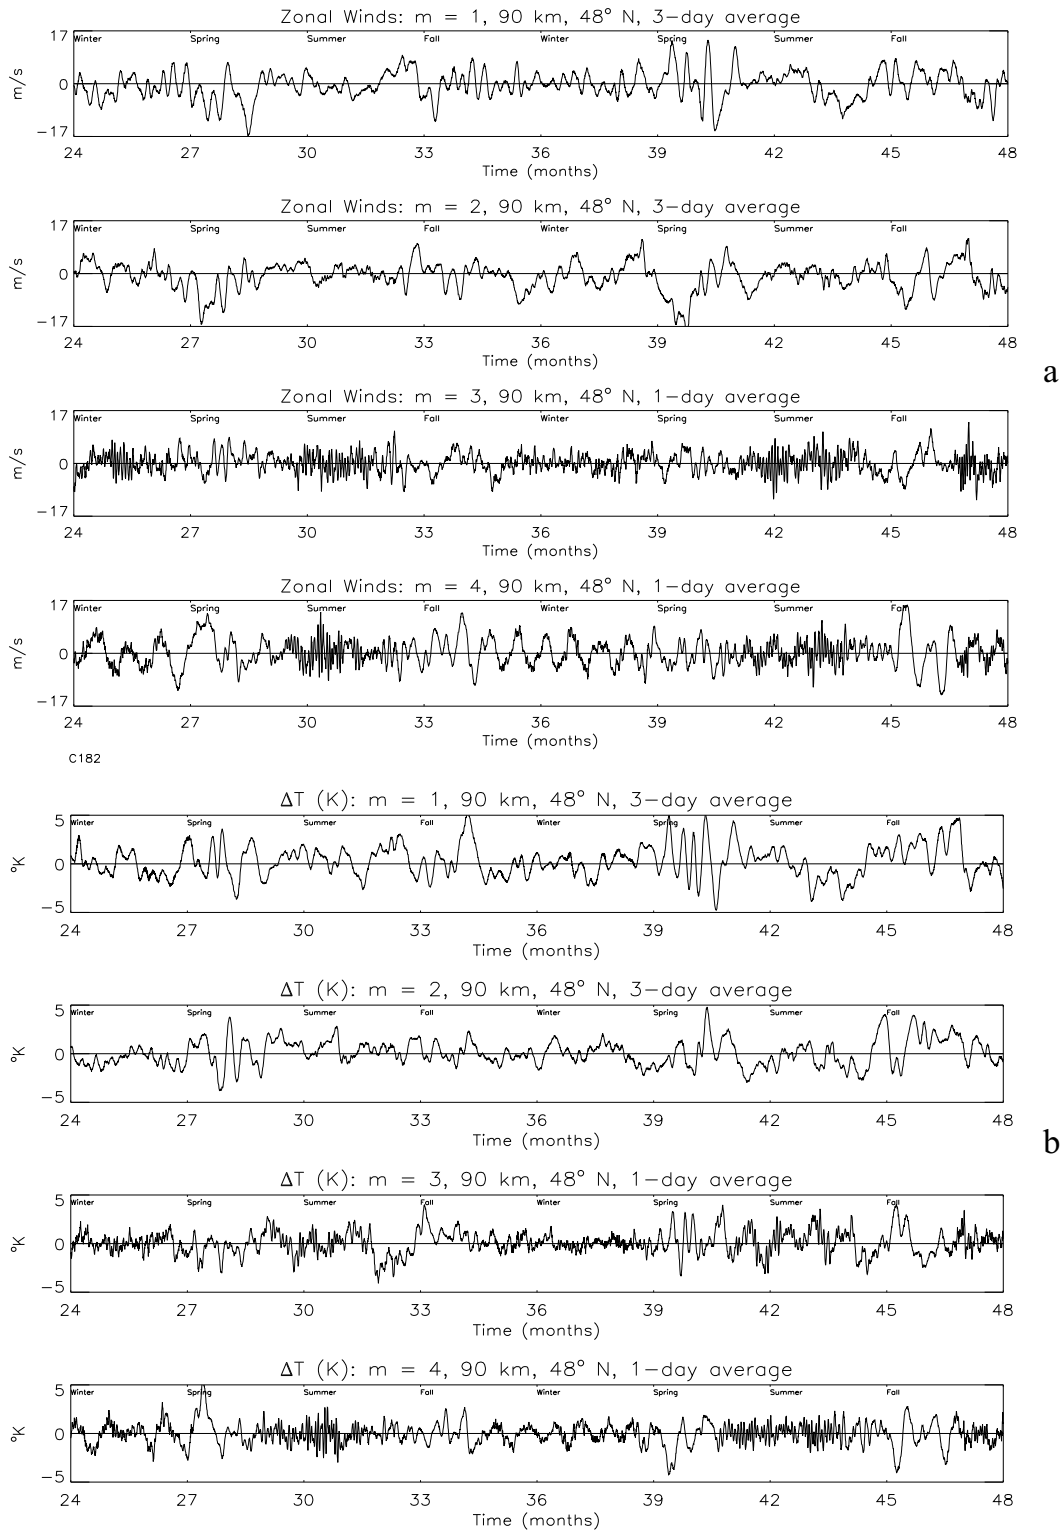 Zonal Winds: m = 1, 90 km, 48° N, 3-day average
17
Winter Spring Summer Fall Winter Spring Summer Fall
m/s
0
-17
24 27 30 33 36 39 42 45 48
Time (months)
Zonal Winds: m = 2, 90 km, 48° N, 3-day average
17
Winter Spring Summer Fall Winter Spring Summer Fall
m/s
0
-17
24 27 30 33 36 39 42 45 48
Time (months)
a
Zonal Winds: m = 3, 90 km, 48° N, 1-day average
17
Winter Spring Summer Fall Winter Spring Summer Fall
m/s
0
-17
24 27 30 33 36 39 42 45 48
Time (months)
Zonal Winds: m = 4, 90 km, 48° N, 1-day average
17
Winter Spring Summer Fall Winter Spring Summer Fall
m/s
0
-17
24 27 30 33 36 39 42 45 48
Time (months)
C182
ΔT (K): m = 1, 90 km, 48° N, 3-day average
5
Winter Spring Summer Fall Winter Spring Summer Fall
°K
0
-5
24 27 30 33 36 39 42 45 48
Time (months)
ΔT (K): m = 2, 90 km, 48° N, 3-day average
5
Winter Spring Summer Fall Winter Spring Summer Fall
°K
0
-5
24 27 30 33 36 39 42 45 48
Time (months)
b
ΔT (K): m = 3, 90 km, 48° N, 1-day average
5
Winter Spring Summer Fall Winter Spring Summer Fall
°K
0
-5
24 27 30 33 36 39 42 45 48
Time (months)
ΔT (K): m = 4, 90 km, 48° N, 1-day average
5
Winter Spring Summer Fall Winter Spring Summer Fall
°K
0
-5
24 27 30 33 36 39 42 45 48
Time (months)